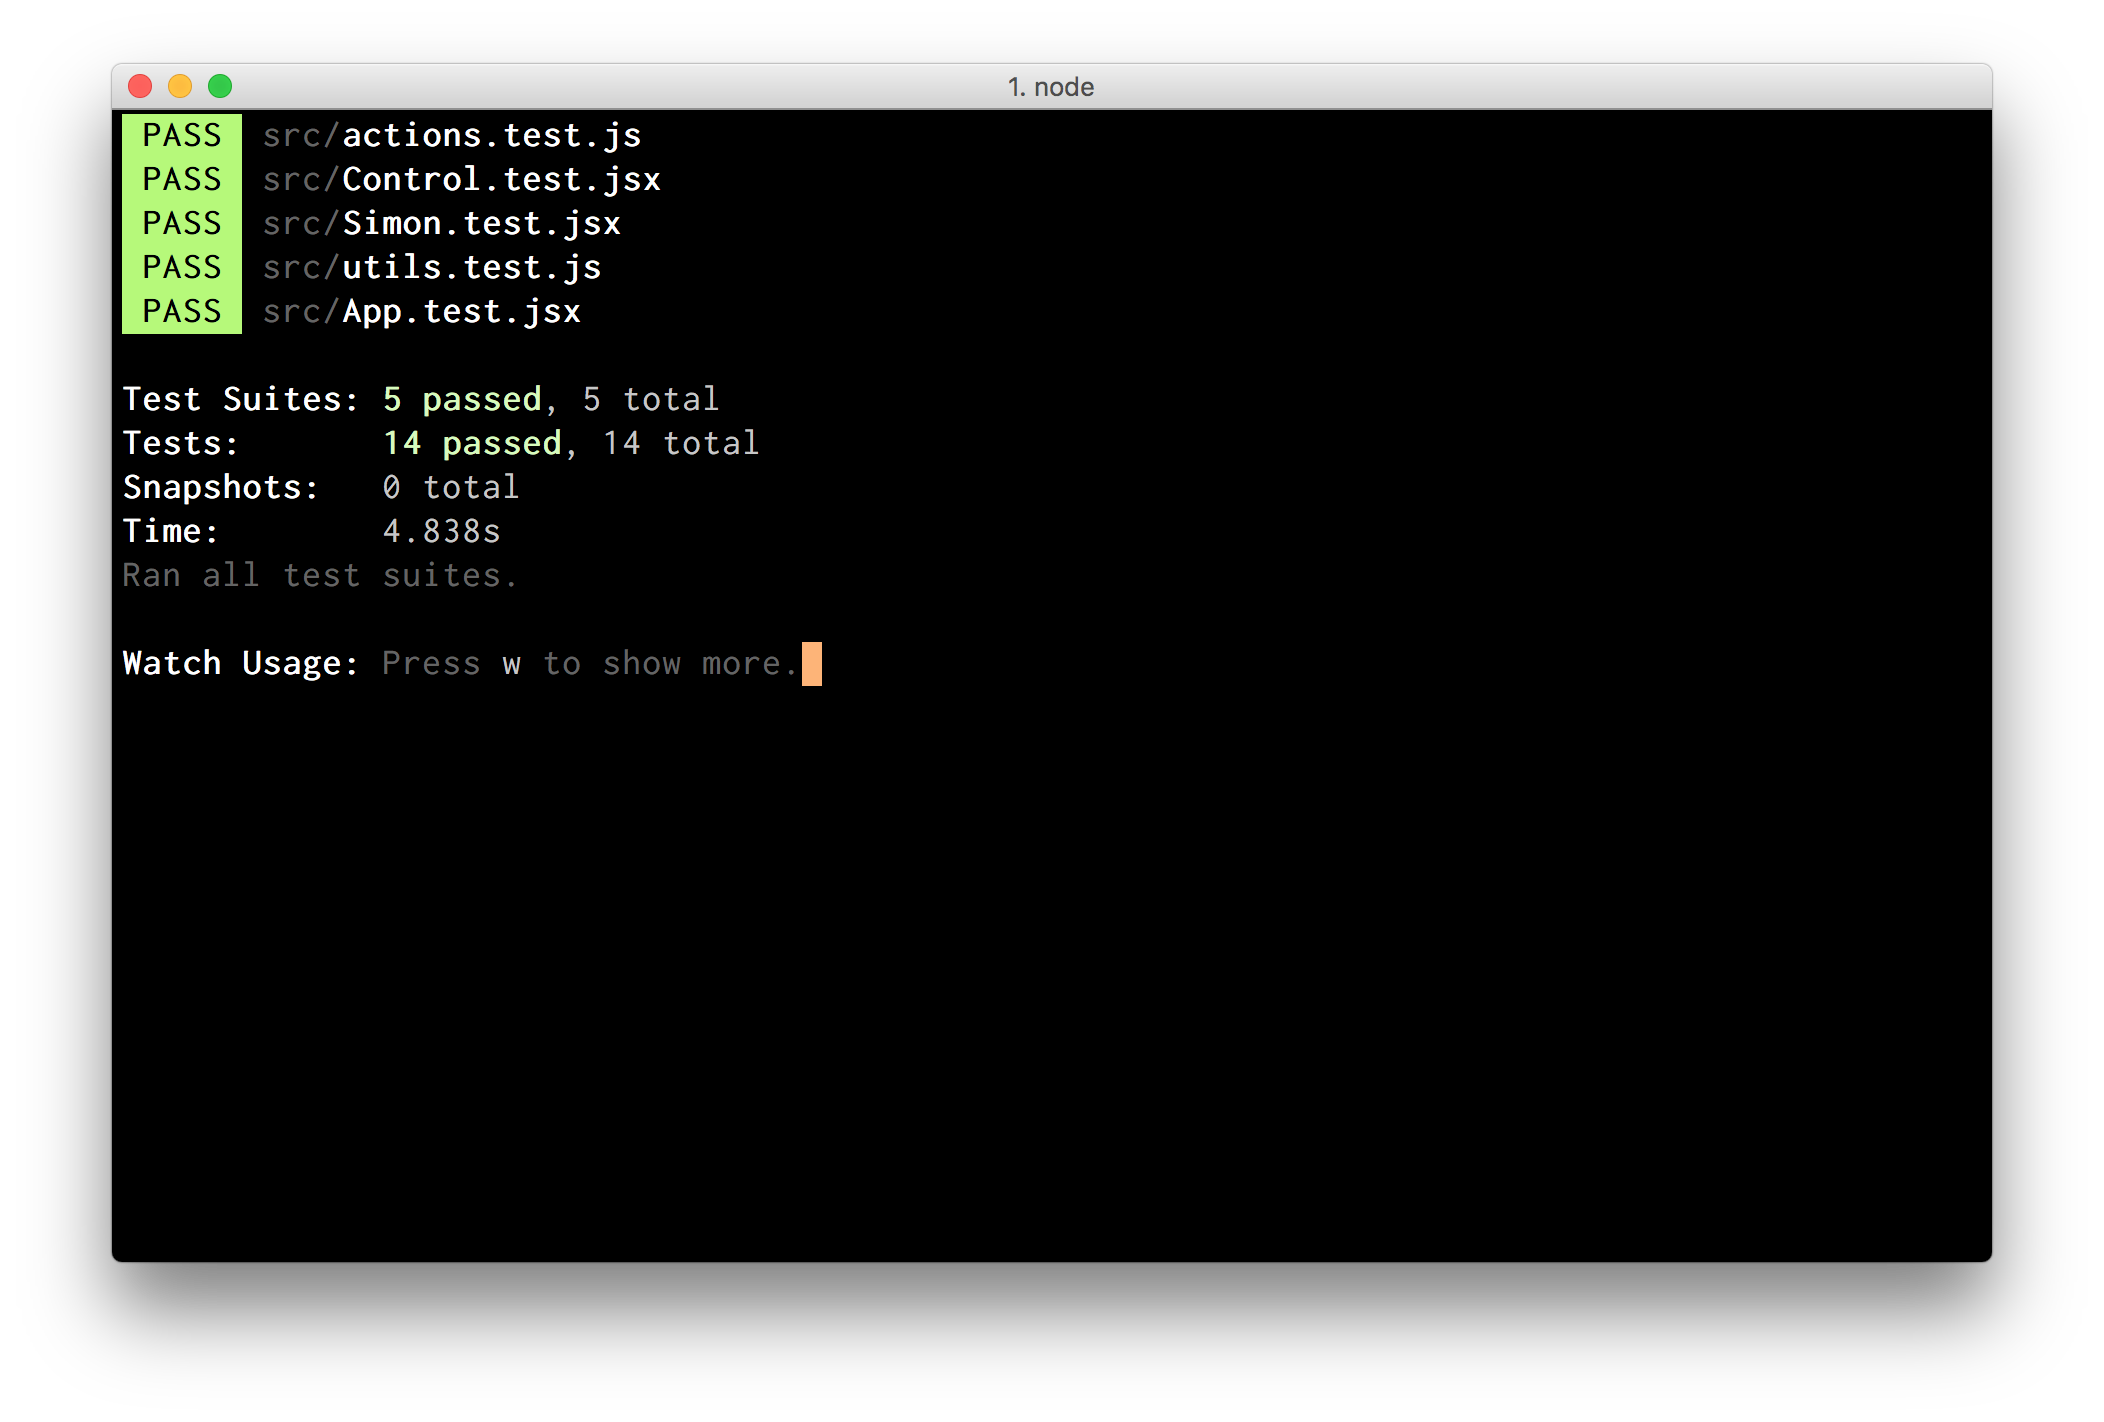 1. node
PASS src/actions.test.js
PASS src/Control.test.jsx
PASS src/Simon.test.jsx
PASS src/utils.test.js
PASS src/App.test.jsx
Test Suites: 5 passed, 5 total
Tests: 14 passed, 14 total
Snapshots: 0 total
Time: 4.838s
Ran all test suites.
Watch Usage: Press w to show more.